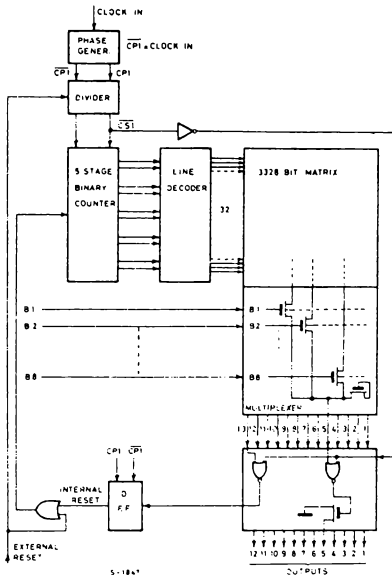 CLOCK IN
PHASE
GENER.
CP1 = CLOCK IN
CP1 CP1
DIVIDER
CS1
5 STAGE
BINARY
COUNTER
LINE
DECODER
32
3328 BIT MATRIX
B1
B2
B8
B1
B2
B8
MULTIPLEXER
13 12 11 10 9 8 7 6 5 4 3 2 1
CP1 CP1
D
F.F
INTERNAL
RESET
EXTERNAL
RESET
12 11 10 9 8 7 6 5 4 3 2 1
OUTPUTS